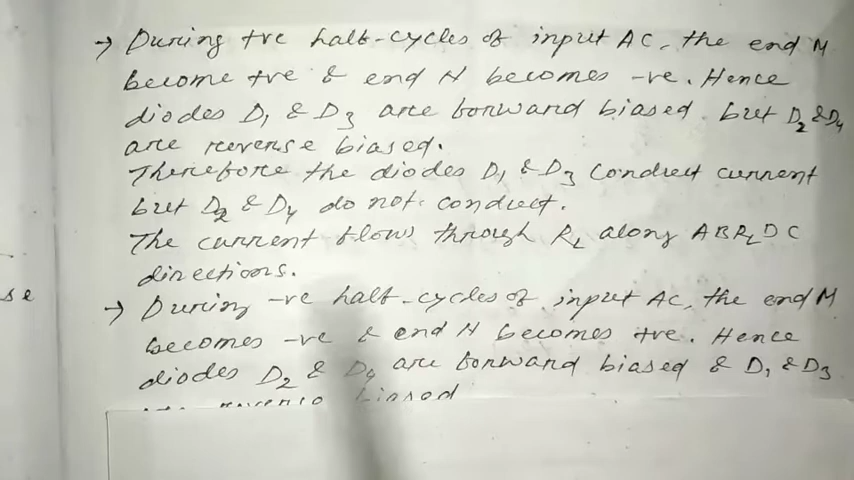 → During +ve half-cycles of input AC, the end M
become +ve & end N becomes -ve. Hence
diodes D1 & D3 are forward biased but D2 & D4
are reverse biased.
Therefore the diodes D1 & D3 conduct current
but D2 & D4 do not conduct.
The current flows through RL along ABRLDC
directions.
se
→ During -ve half-cycles of input AC, the end M
becomes -ve & end N becomes +ve. Hence
diodes D2 & D4 are forward biased & D1 & D3
reverse biased